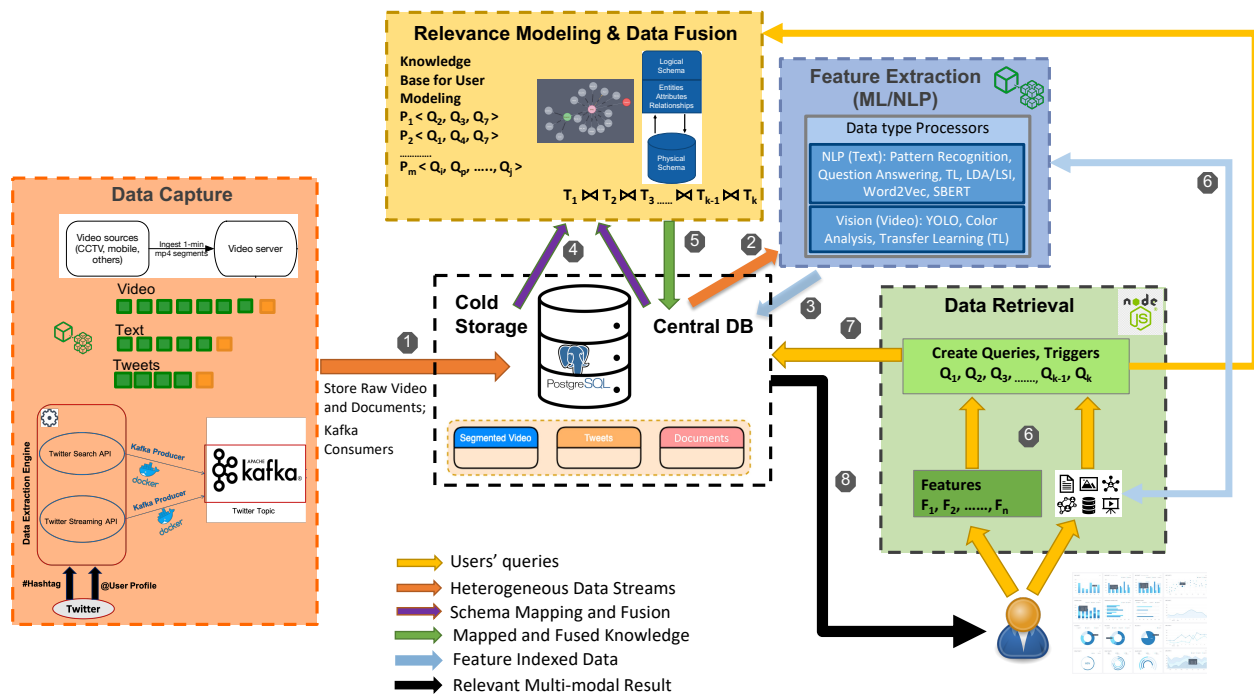 Relevance Modeling & Data Fusion
Knowledge
Base for User
Modeling
P1 < Q2, Q3, Q7 >
P2 < Q1, Q4, Q7 >
.............
Pm < Qi, Qp, ....., Qj >
Logical
Schema
Entities
Attributes
Relationships
Physical
Schema
T1 ⋈ T2 ⋈ T3 ...... ⋈ Tk-1 ⋈ Tk
Feature Extraction
(ML/NLP)
Data type Processors
NLP (Text): Pattern Recognition,
Question Answering, TL, LDA/LSI,
Word2Vec, SBERT
Vision (Video): YOLO, Color
Analysis, Transfer Learning (TL)
6
Data Capture
Video sources
(CCTV, mobile,
others)
Ingest 1-min
mp4 segments
Video server
Video
Text
Tweets
Data Extraction Engine
Twitter Search API
Twitter Streaming API
Kafka Producer
docker
Kafka Producer
docker
APACHE
kafka®
Twitter Topic
#Hashtag
@User Profile
Twitter
1
Store Raw Video
and Documents;
Kafka
Consumers
4
5
2
3
Cold
Storage
Central DB
PostgreSQL
Segmented Video
Tweets
Documents
7
8
Data Retrieval
node
JS
Create Queries, Triggers
Q1, Q2, Q3, ......., Qk-1, Qk
6
Features
F1, F2, ......, Fn
Users' queries
Heterogeneous Data Streams
Schema Mapping and Fusion
Mapped and Fused Knowledge
Feature Indexed Data
Relevant Multi-modal Result